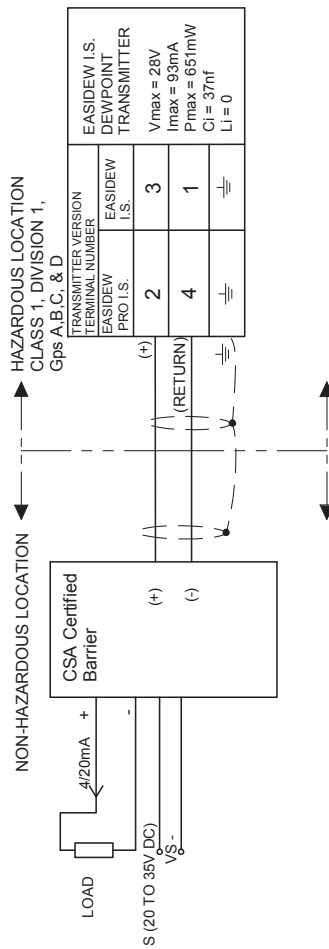 NON-HAZARDOUS LOCATION
HAZARDOUS LOCATION
CLASS 1, DIVISION 1,
Gps A,B,C, & D
LOAD
4/20mA
+
-
S (20 TO 35V DC)
VS -
CSA Certified
Barrier
(+)
(-)
(+)
(RETURN)
TRANSMITTER VERSION
TERMINAL NUMBER
EASIDEW
PRO I.S.
EASIDEW
I.S.
2
3
4
1
EASIDEW I.S.
DEWPOINT
TRANSMITTER
Vmax = 28V
Imax = 93mA
Pmax = 651mW
Ci = 37nf
Li = 0